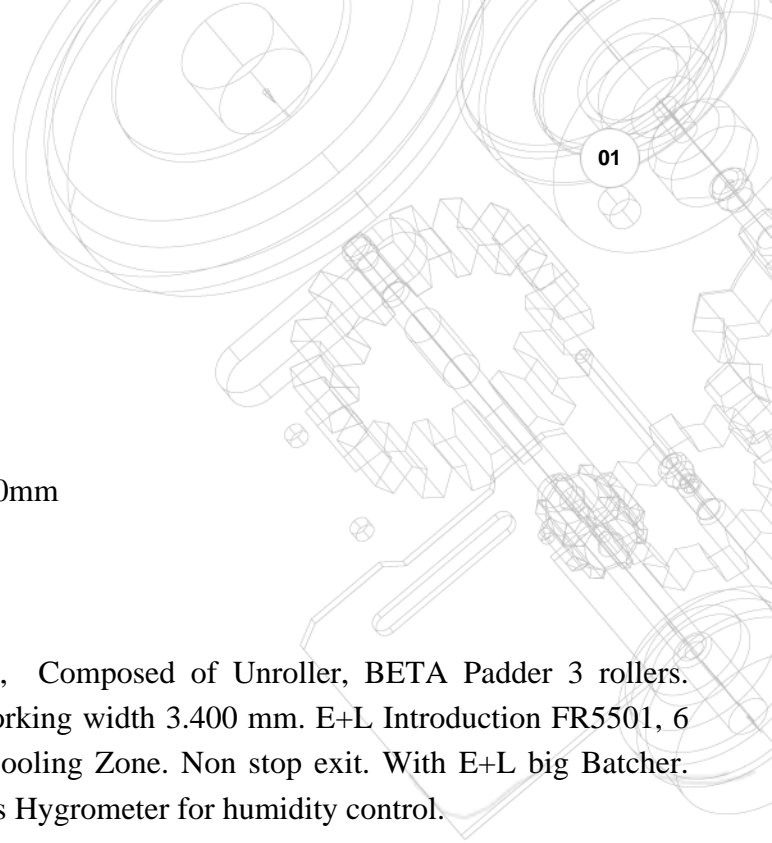 01
0mm
, Composed of Unroller, BETA Padder 3 rollers.
orking width 3.400 mm. E+L Introduction FR5501, 6
ooling Zone. Non stop exit. With E+L big Batcher.
s Hygrometer for humidity control.